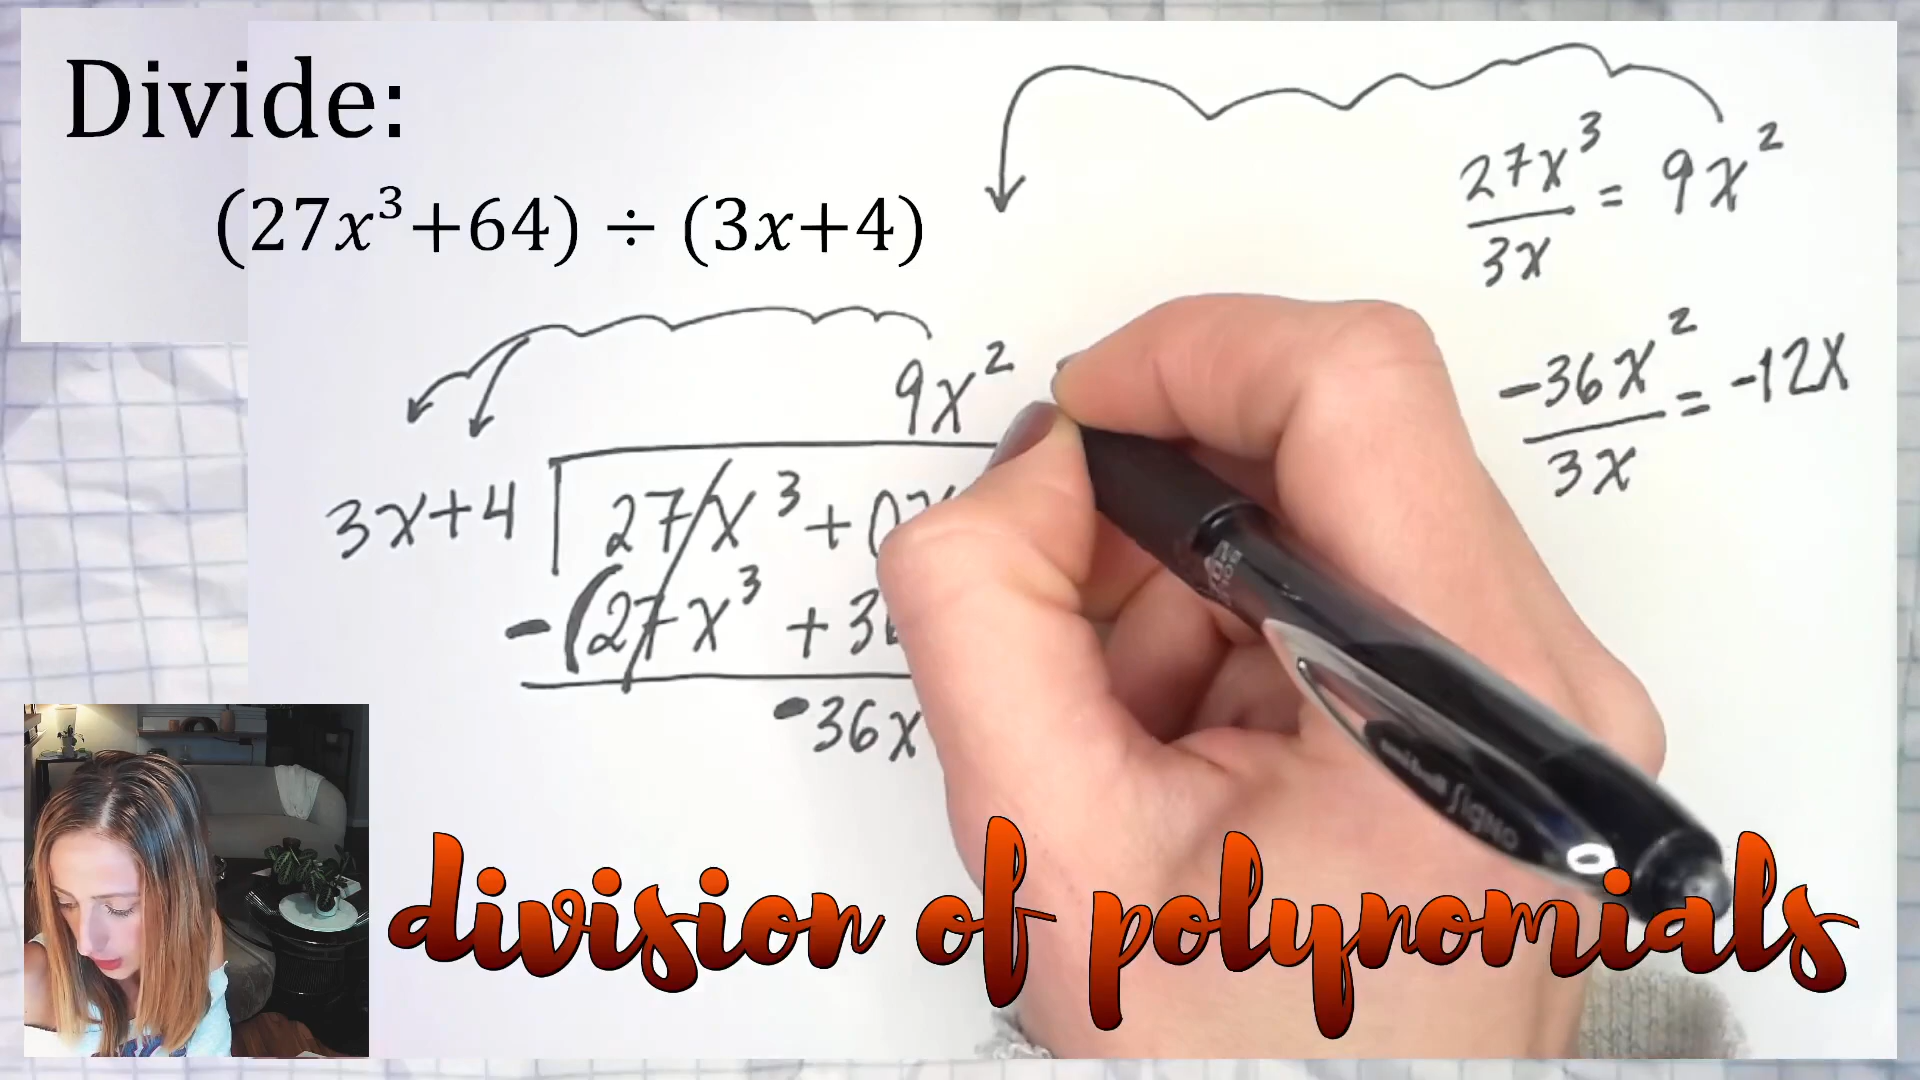 Divide:
(27x³+64) ÷ (3x+4)
27x³
3x
= 9x²
-36x²
3x
= -12x
9x²
3x+4
27x³ + 0
- (27x³ + 3
-36x
signo
division of polynomials